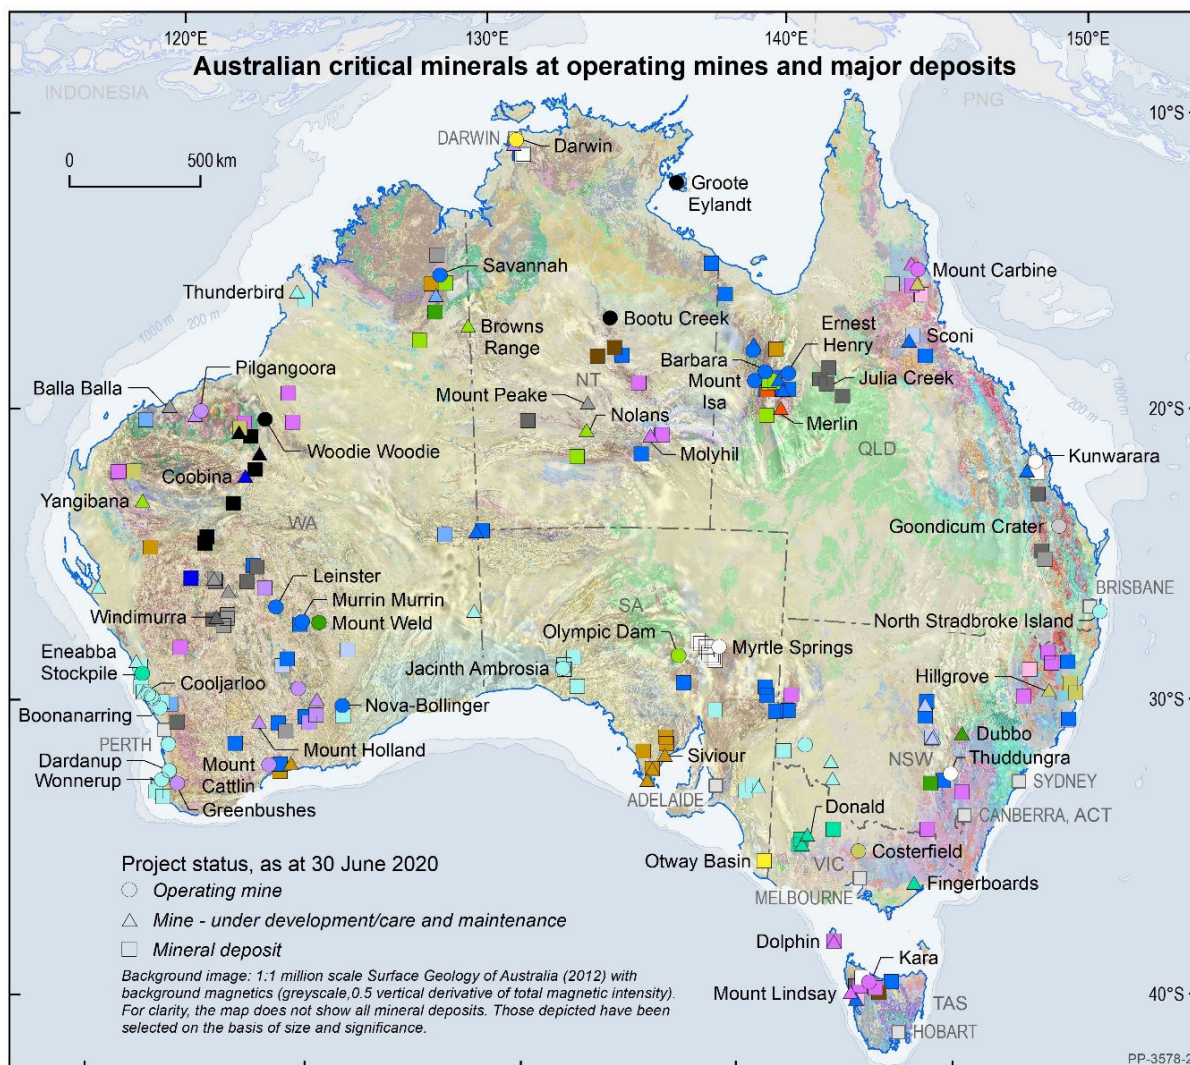 120°E
130°E
140°E
150°E
Australian critical minerals at operating mines and major deposits
INDONESIA
PNG
10°S
0
500 km
DARWIN
Darwin
Groote
Eylandt
Savannah
Mount Carbine
Thunderbird
1000 m
200 m
Browns
Range
Bootu Creek
Ernest
Henry
Sconi
Barbara
Pilgangoora
Balla Balla
Mount Peake
NT
Mount
Isa
Julia Creek
20°S
Nolans
Merlin
Woodie Woodie
Molyhil
QLD
Kunwarara
Coobina
Yangibana
WA
Goondicum Crater
Leinster
BRISBANE
Windimurra
Murrin Murrin
SA
Mount Weld
Olympic Dam
North Stradbroke Island
Eneabba
Stockpile
Myrtle Springs
Jacinth Ambrosia
Cooljarloo
Hillgrove
Boonanarring
Nova-Bollinger
30°S
PERTH
Mount Holland
Dubbo
Siviour
NSW
Dardanup
Mount
Cattlin
Thuddungra
Wonnerup
SYDNEY
ADELAIDE
Greenbushes
Donald
CANBERRA, ACT
Project status, as at 30 June 2020
Otway Basin
VIC
Costerfield
Operating mine
MELBOURNE
Fingerboards
Mine - under development/care and maintenance
Mineral deposit
Dolphin
Kara
Background image: 1:1 million scale Surface Geology of Australia (2012) with
background magnetics (greyscale,0.5 vertical derivative of total magnetic intensity).
For clarity, the map does not show all mineral deposits. Those depicted have been
selected on the basis of size and significance.
Mount Lindsay
TAS
40°S
HOBART
PP-3578-2